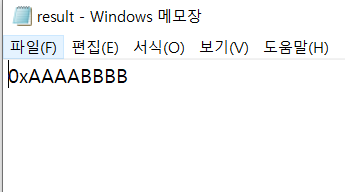 result - Windows 메모장
파일(F) 편집(E) 서식(O) 보기(V) 도움말(H)
0xAAAABBBB